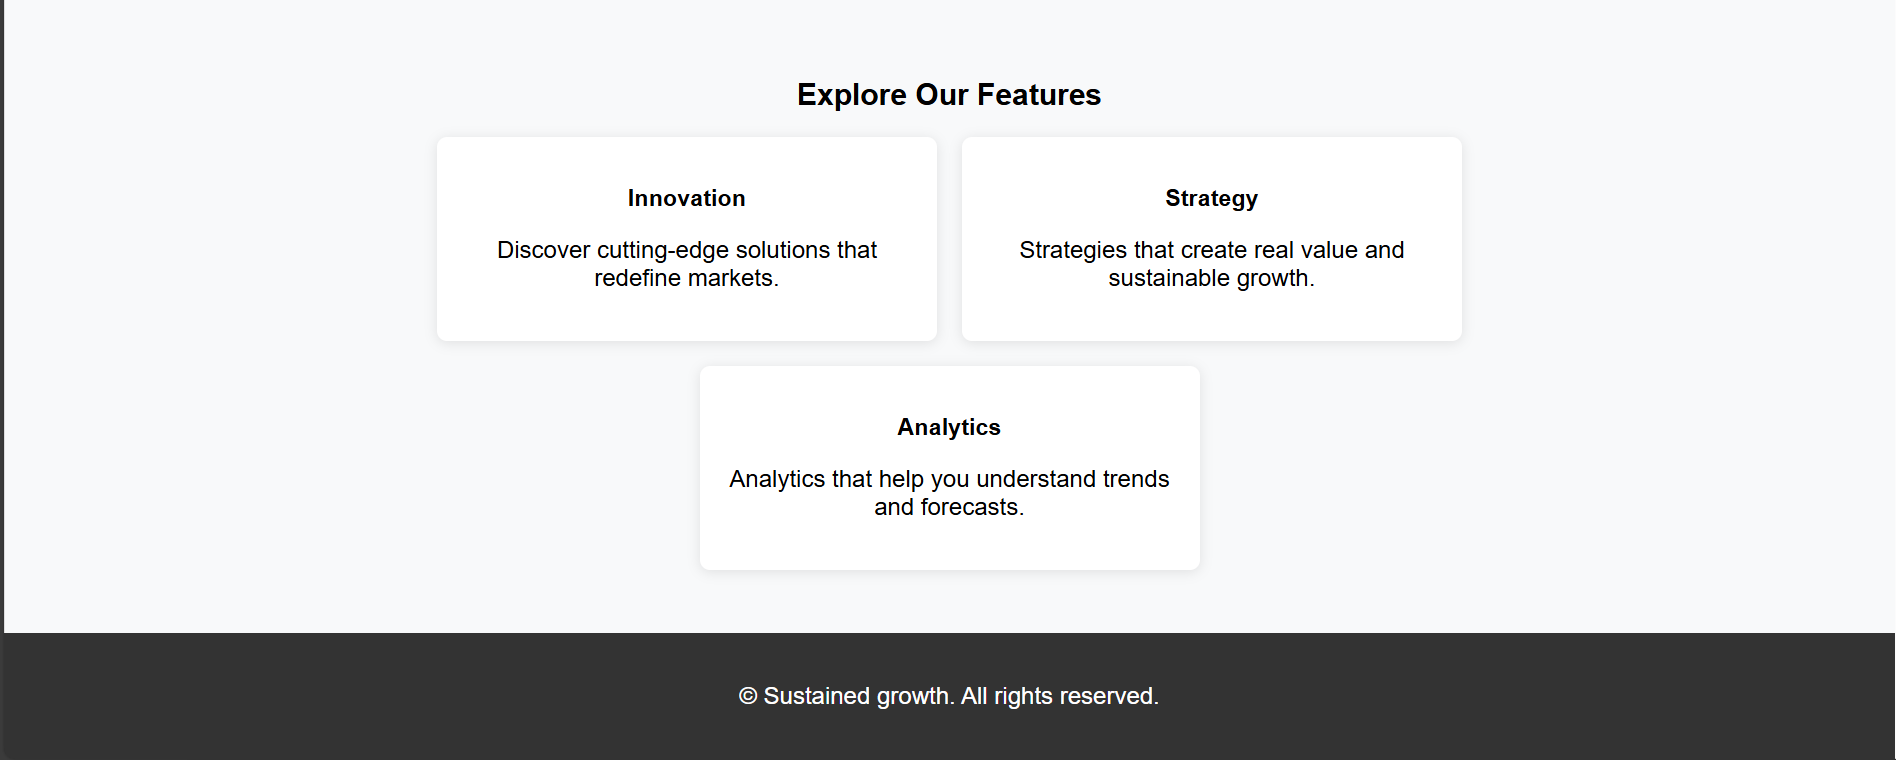 Explore Our Features
Innovation
Discover cutting-edge solutions that
redefine markets.
Strategy
Strategies that create real value and
sustainable growth.
Analytics
Analytics that help you understand trends
and forecasts.
© Sustained growth. All rights reserved.